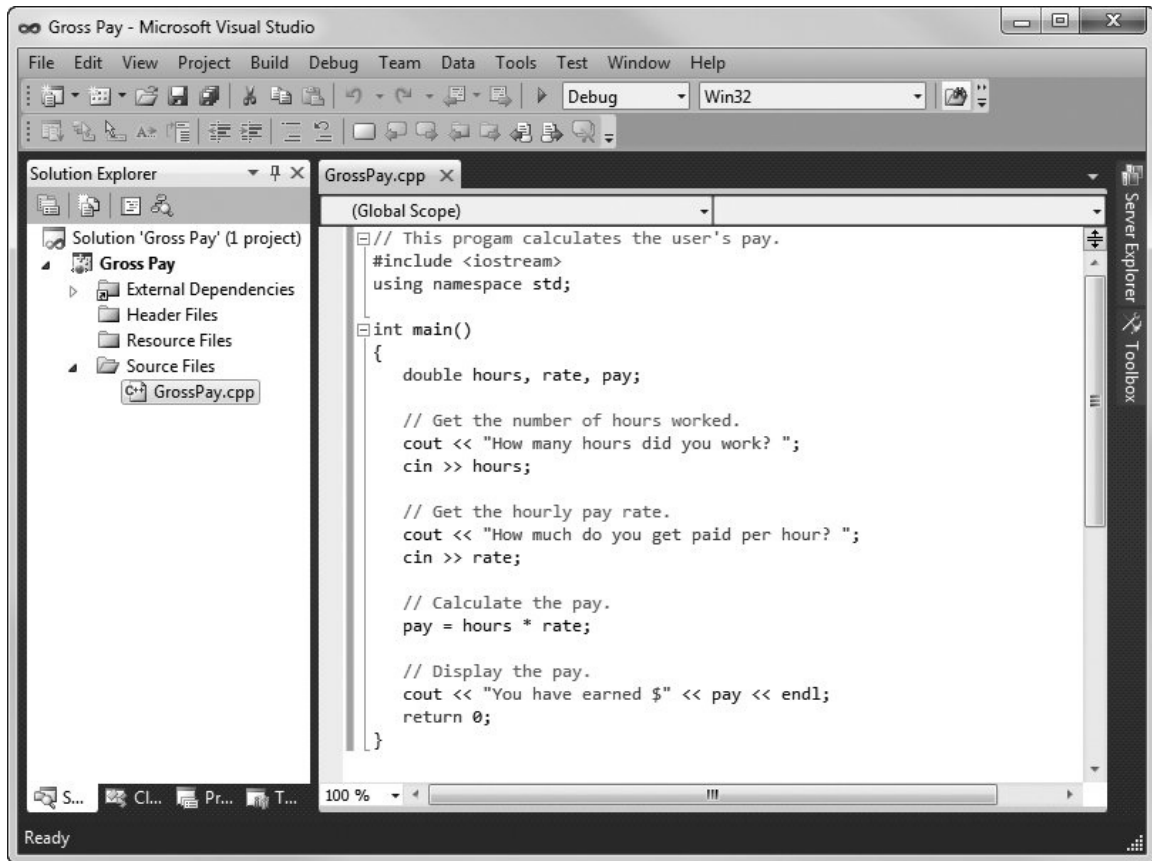 Gross Pay - Microsoft Visual Studio
File Edit View Project Build Debug Team Data Tools Test Window Help
Debug Win32
Solution Explorer
Solution 'Gross Pay' (1 project)
Gross Pay
External Dependencies
Header Files
Resource Files
Source Files
GrossPay.cpp
S... Cl... Pr... T...
GrossPay.cpp
(Global Scope)
// This progam calculates the user's pay.
#include <iostream>
using namespace std;
int main()
{
double hours, rate, pay;
// Get the number of hours worked.
cout << "How many hours did you work? ";
cin >> hours;
// Get the hourly pay rate.
cout << "How much do you get paid per hour? ";
cin >> rate;
// Calculate the pay.
pay = hours * rate;
// Display the pay.
cout << "You have earned $" << pay << endl;
return 0;
}
100 %
Server Explorer
Toolbox
Ready